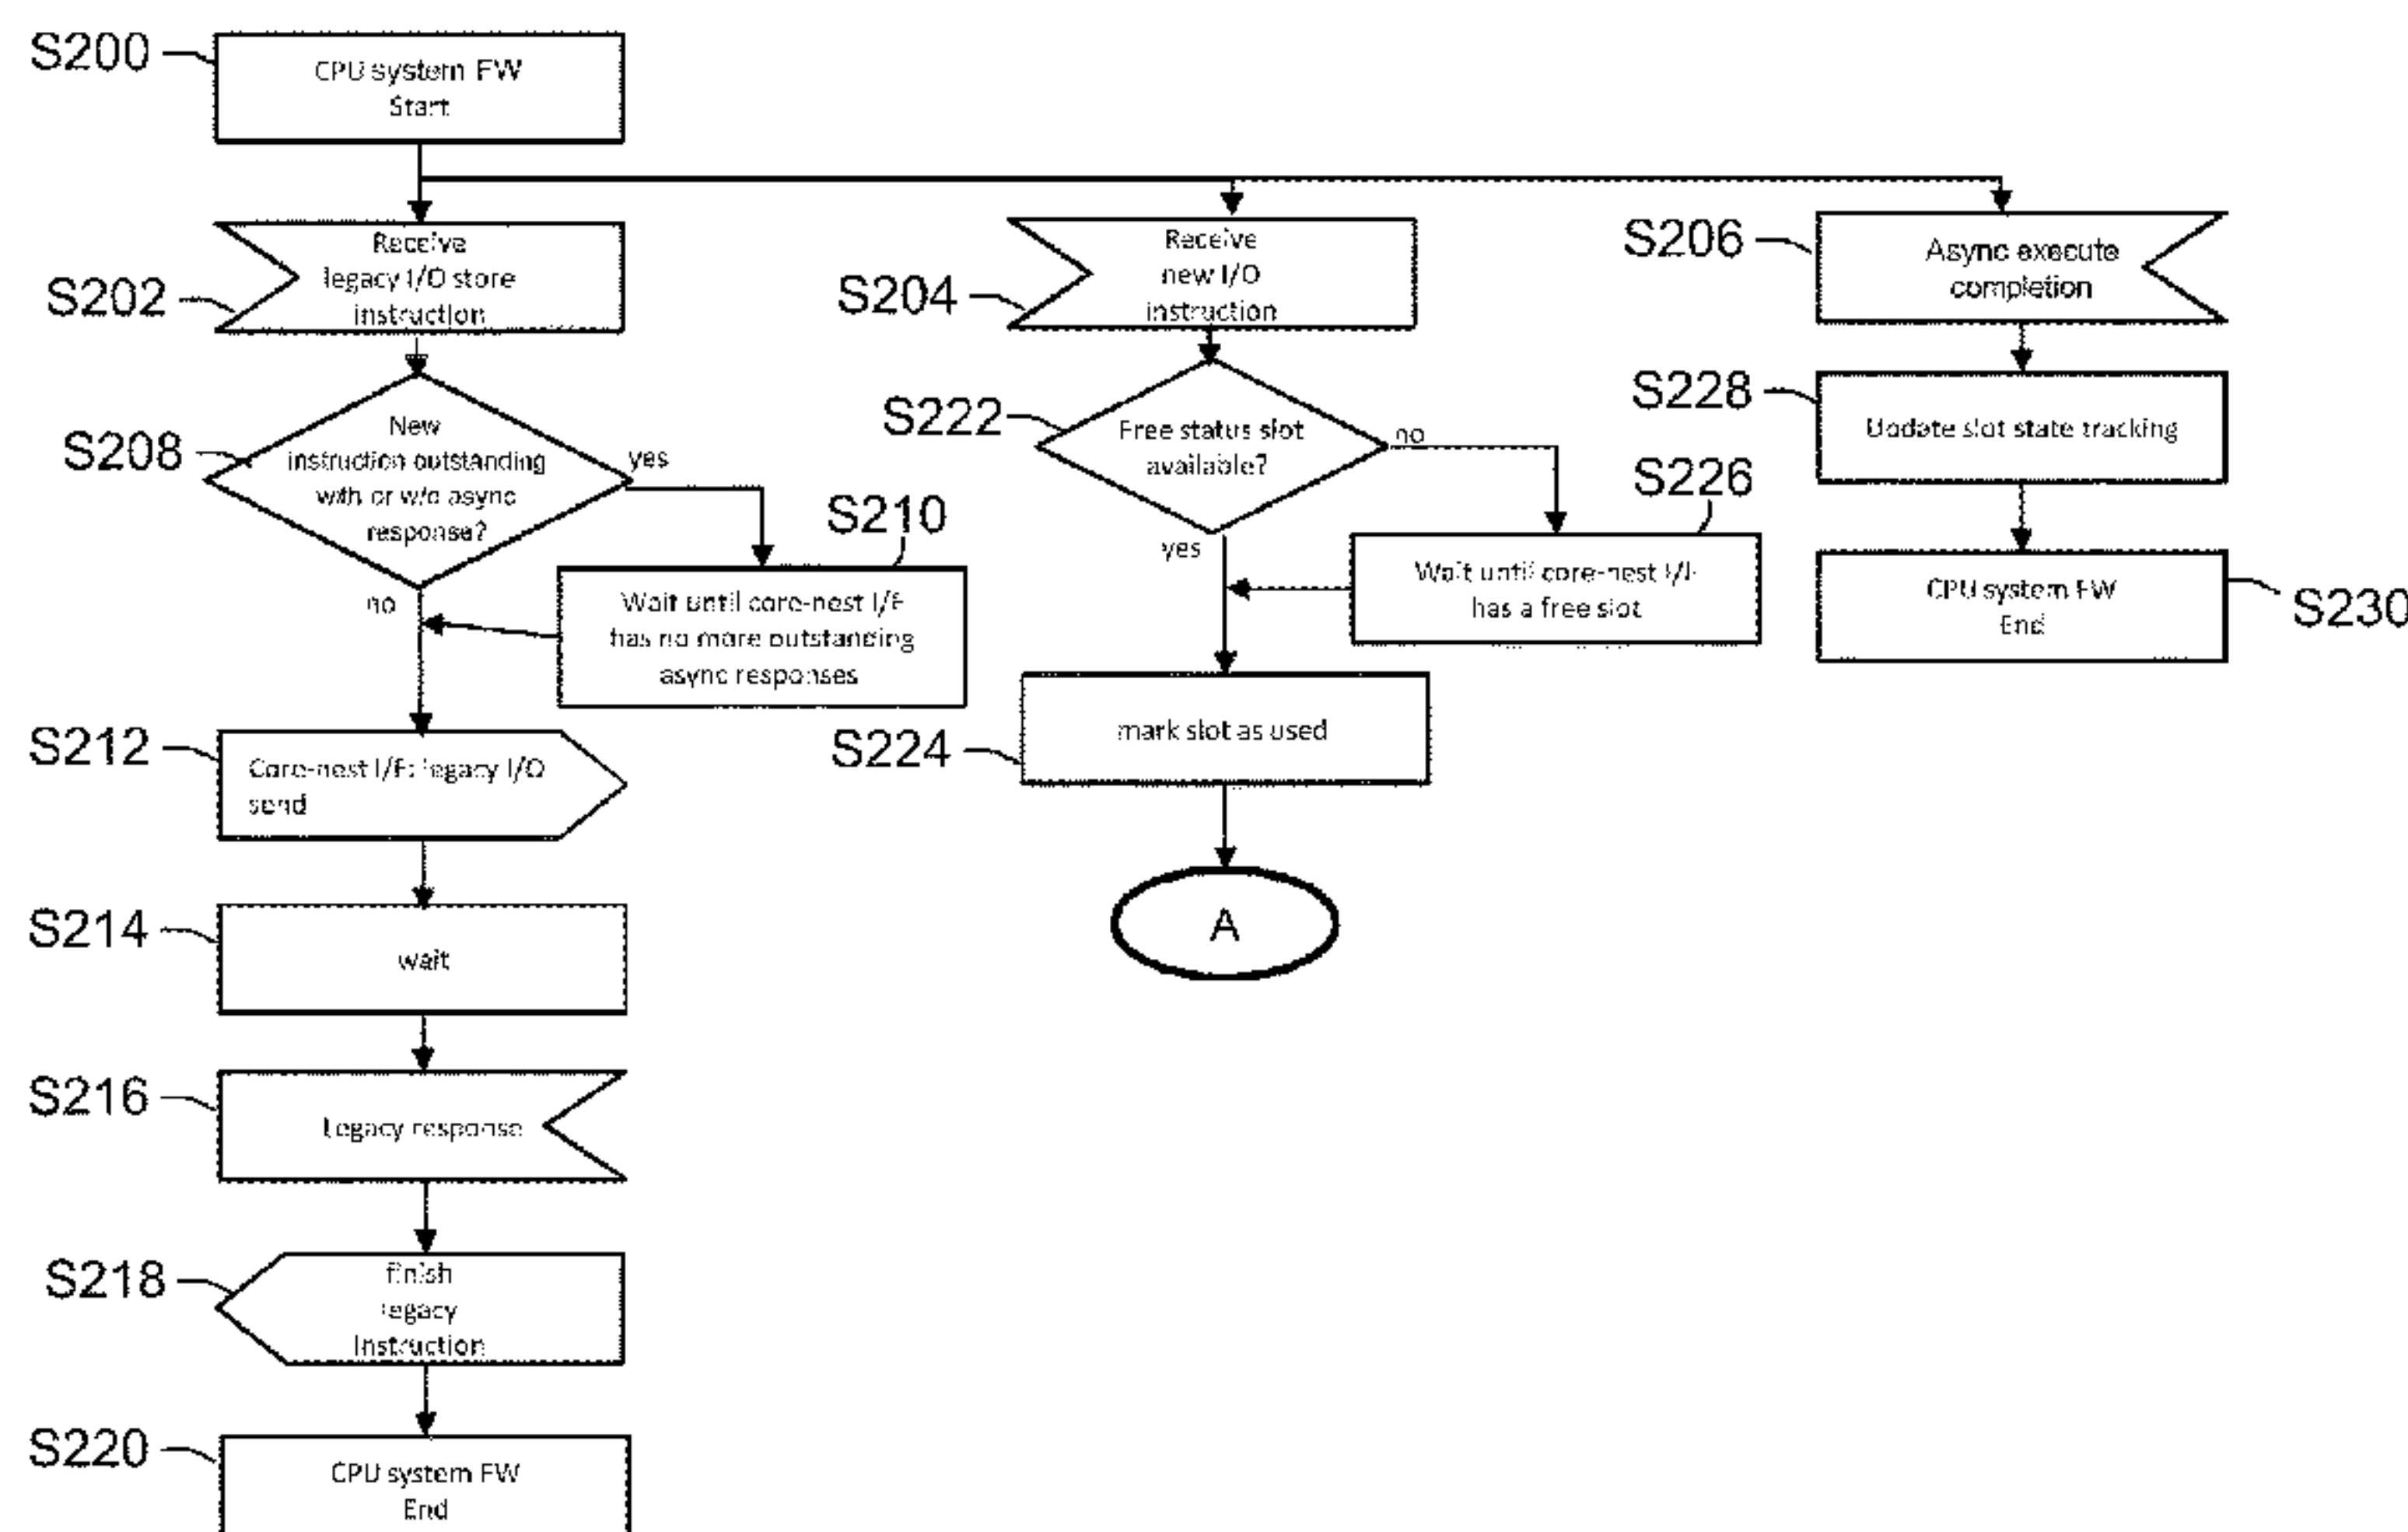 S200
CPU system FW
Start
S202
Receive
legacy I/O store
instruction
S204
Receive
new I/O
instruction
S206
Async execute
completion
S208
New
instruction outstanding
with or w/o async
response?
yes
no
S210
Wait until core-nest I/F
has no more outstanding
async responses
S212
Core-nest I/F: legacy I/O
send
S214
wait
S216
Legacy response
S218
finish
legacy
Instruction
S220
CPU system FW
End
S222
Free status slot
available?
no
yes
S226
Wait until core-nest I/F
has a free slot
S224
mark slot as used
A
S228
Update slot state tracking
S230
CPU system FW
End